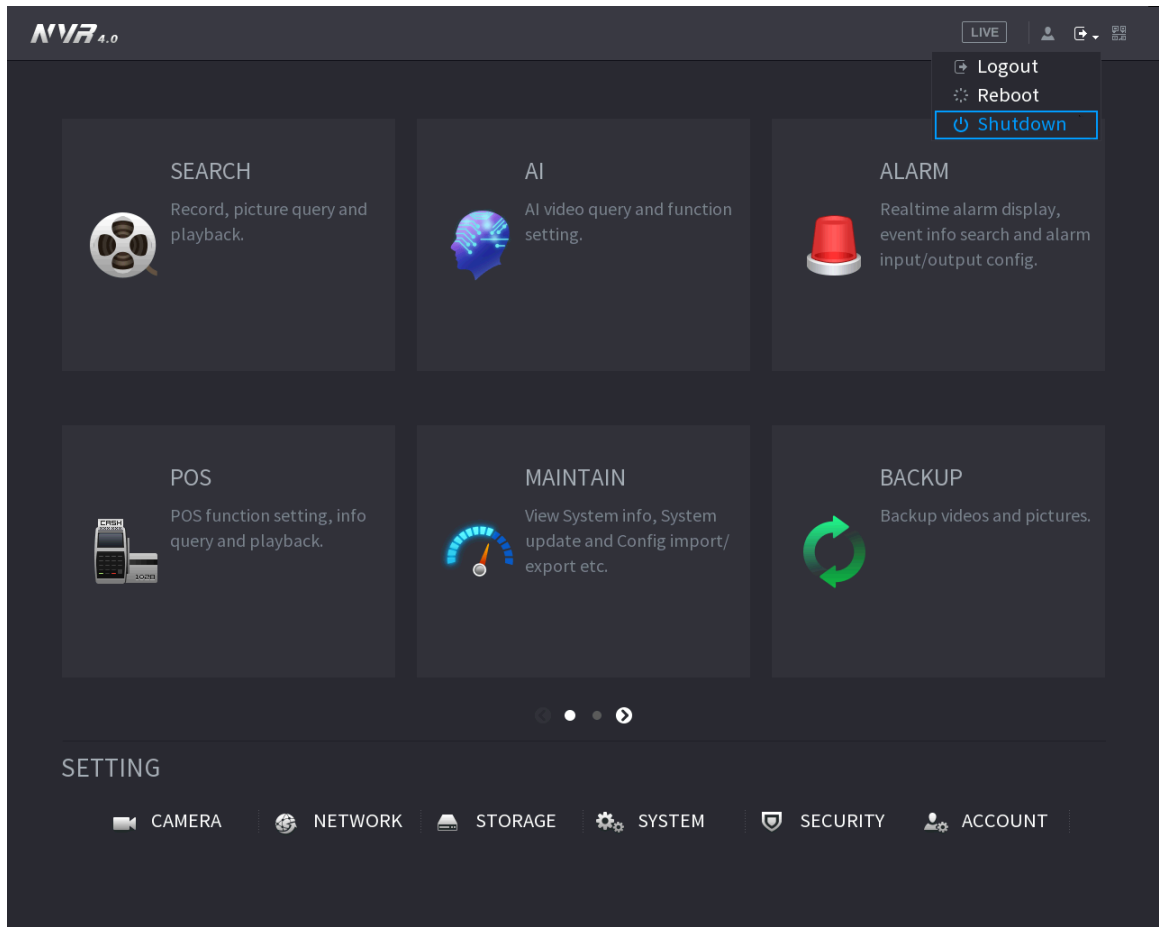 NVR 4.0
LIVE
Logout
Reboot
Shutdown
SEARCH
Record, picture query and
playback.
AI
AI video query and function
setting.
ALARM
Realtime alarm display,
event info search and alarm
input/output config.
POS
POS function setting, info
query and playback.
CASH
MAINTAIN
View System info, System
update and Config import/
export etc.
BACKUP
Backup videos and pictures.
SETTING
CAMERA
NETWORK
STORAGE
SYSTEM
SECURITY
ACCOUNT